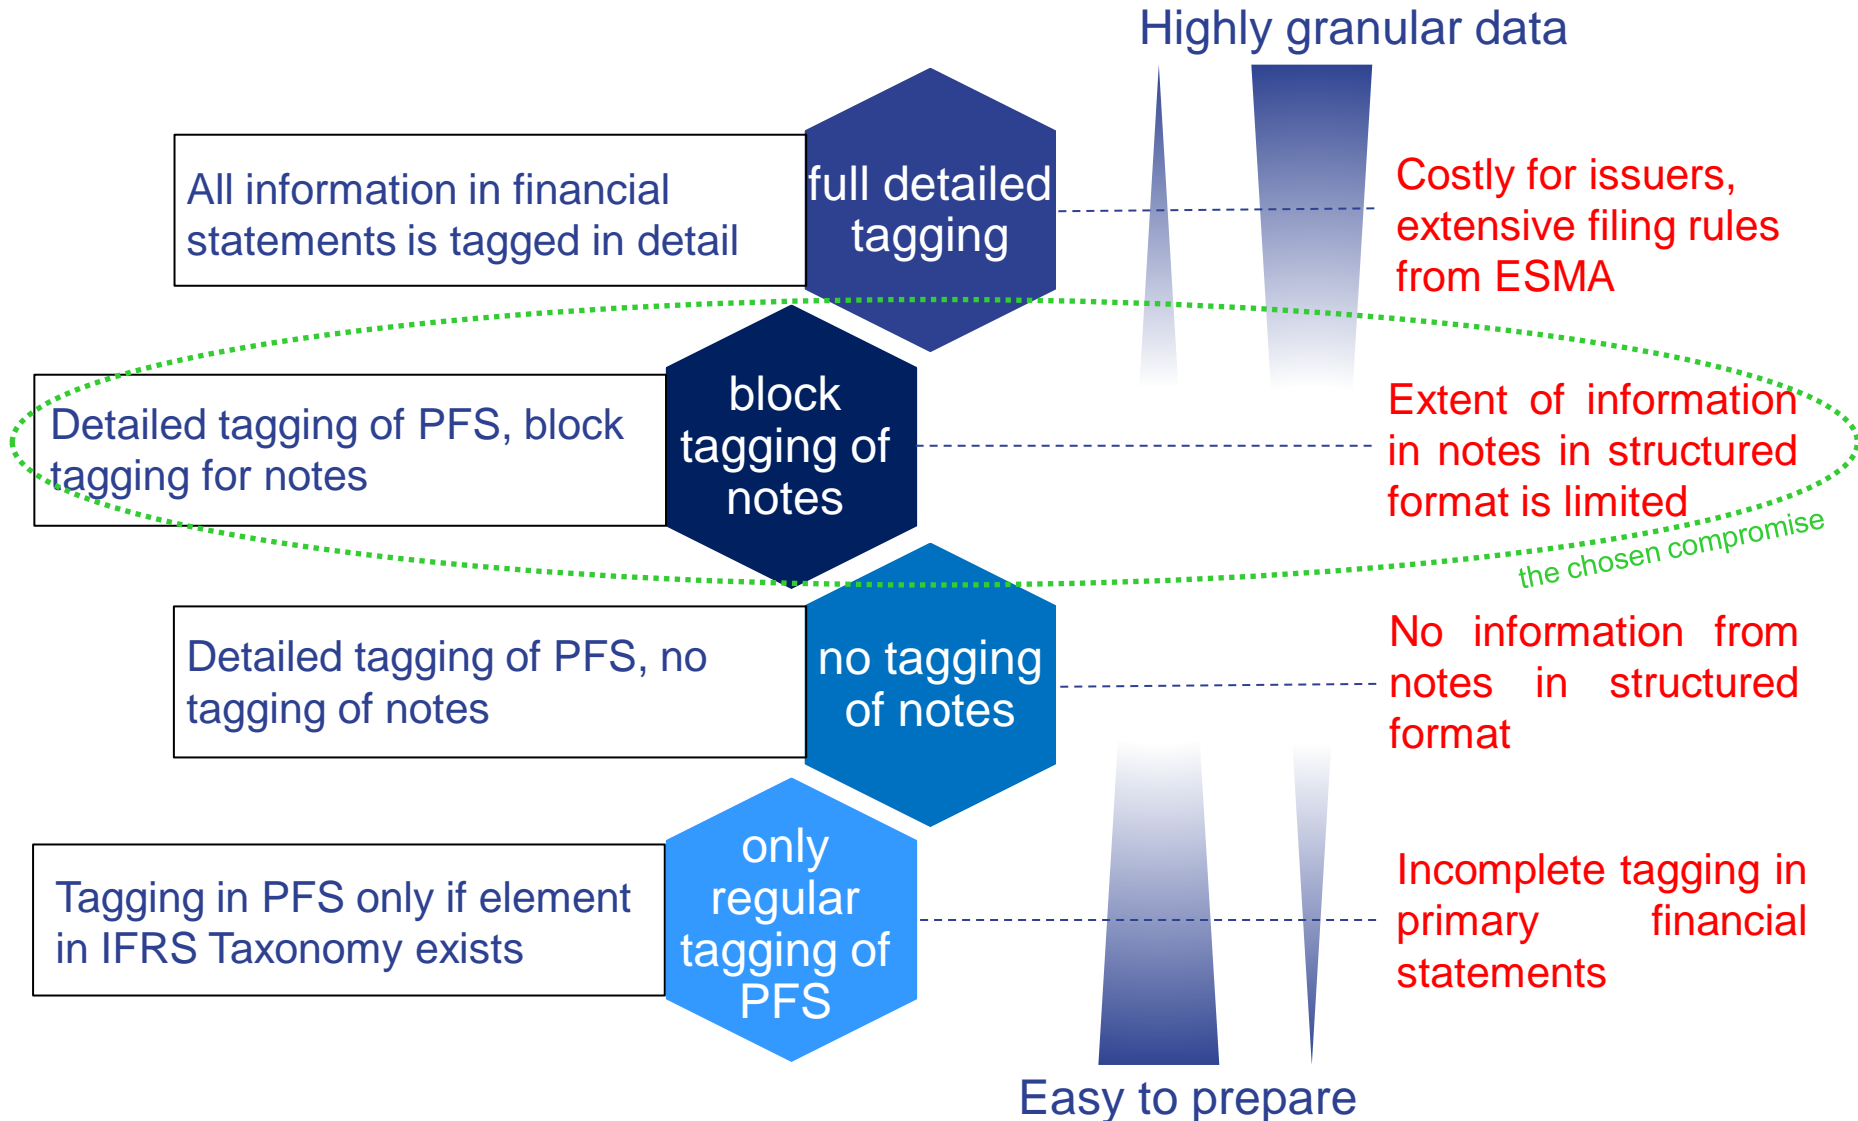 Highly granular data
All information in financial
statements is tagged in detail
full detailed
tagging
Costly for issuers,
extensive filing rules
from ESMA
Detailed tagging of PFS, block
tagging for notes
block
tagging of
notes
Extent of information
in notes in structured
format is limited
the chosen compromise
Detailed tagging of PFS, no
tagging of notes
no tagging
of notes
No information from
notes in structured
format
Tagging in PFS only if element
in IFRS Taxonomy exists
only
regular
tagging of
PFS
Incomplete tagging in
primary financial
statements
Easy to prepare